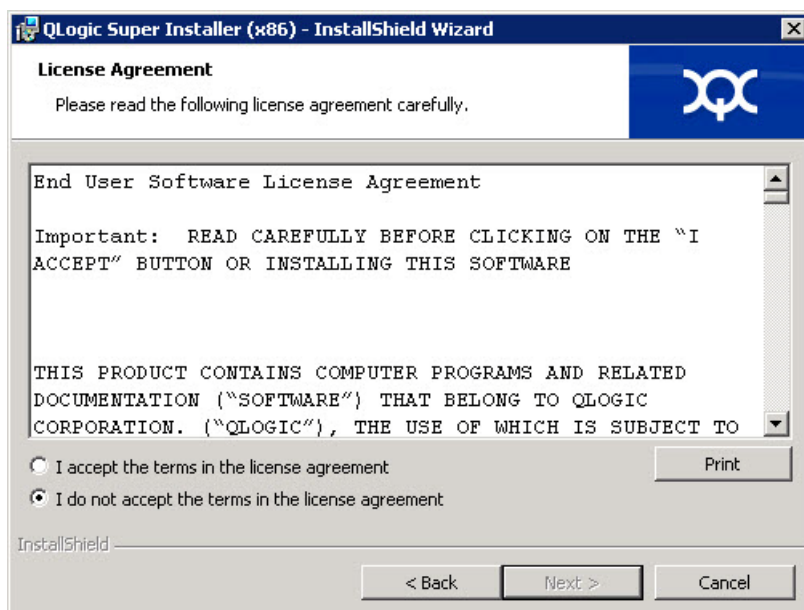 QLogic Super Installer (x86) - InstallShield Wizard
License Agreement
Please read the following license agreement carefully.
End User Software License Agreement
Important:  READ CAREFULLY BEFORE CLICKING ON THE “I
ACCEPT” BUTTON OR INSTALLING THIS SOFTWARE
THIS PRODUCT CONTAINS COMPUTER PROGRAMS AND RELATED
DOCUMENTATION (“SOFTWARE”) THAT BELONG TO QLOGIC
CORPORATION. (“QLOGIC”), THE USE OF WHICH IS SUBJECT TO
I accept the terms in the license agreement
Print
I do not accept the terms in the license agreement
InstallShield
< Back
Next >
Cancel